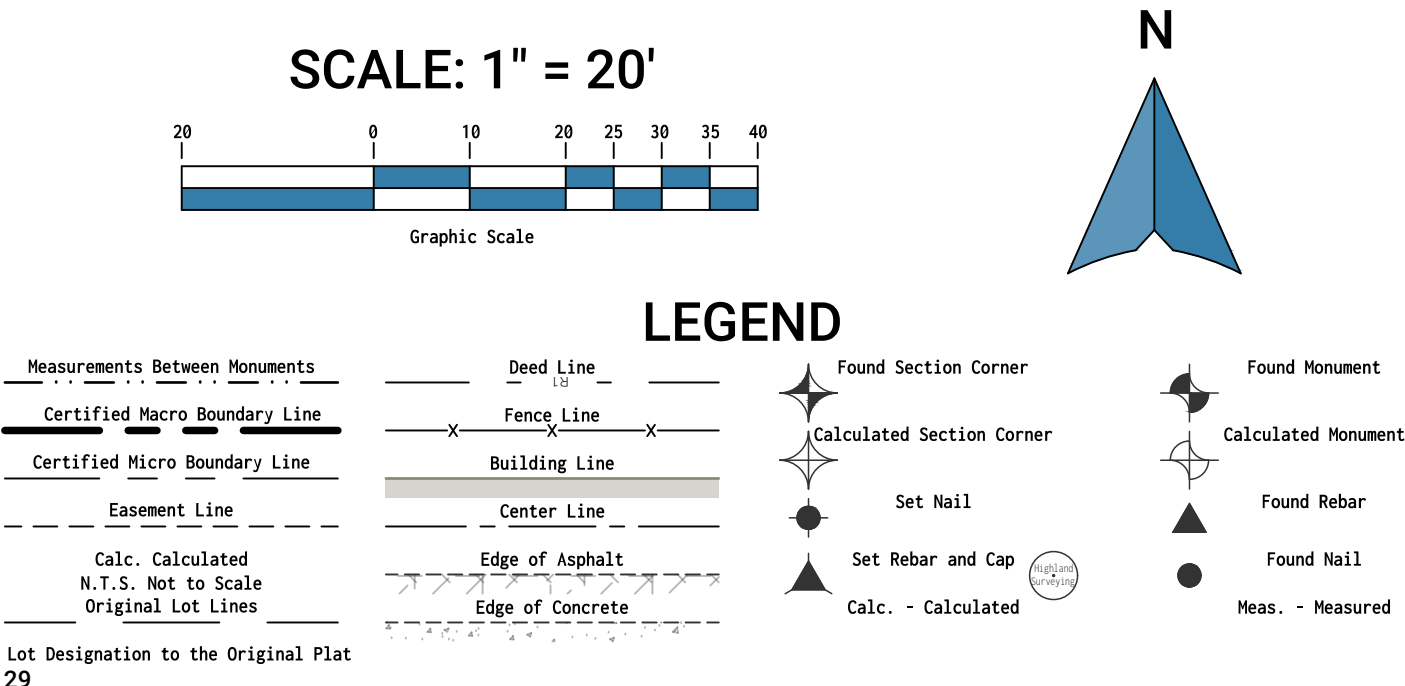 N
SCALE: 1" = 20'
20 0 10 20 25 30 35 40
Graphic Scale
LEGEND
Measurements Between Monuments
Certified Macro Boundary Line
Certified Micro Boundary Line
Easement Line
Calc. Calculated
N.T.S. Not to Scale
Original Lot Lines
Lot Designation to the Original Plat
29
Deed Line
R1
Fence Line
X X X
Building Line
Center Line
Edge of Asphalt
Edge of Concrete
Found Section Corner
Calculated Section Corner
Set Nail
Set Rebar and Cap
Highland
Surveying
Calc. - Calculated
Found Monument
Calculated Monument
Found Rebar
Found Nail
Meas. - Measured